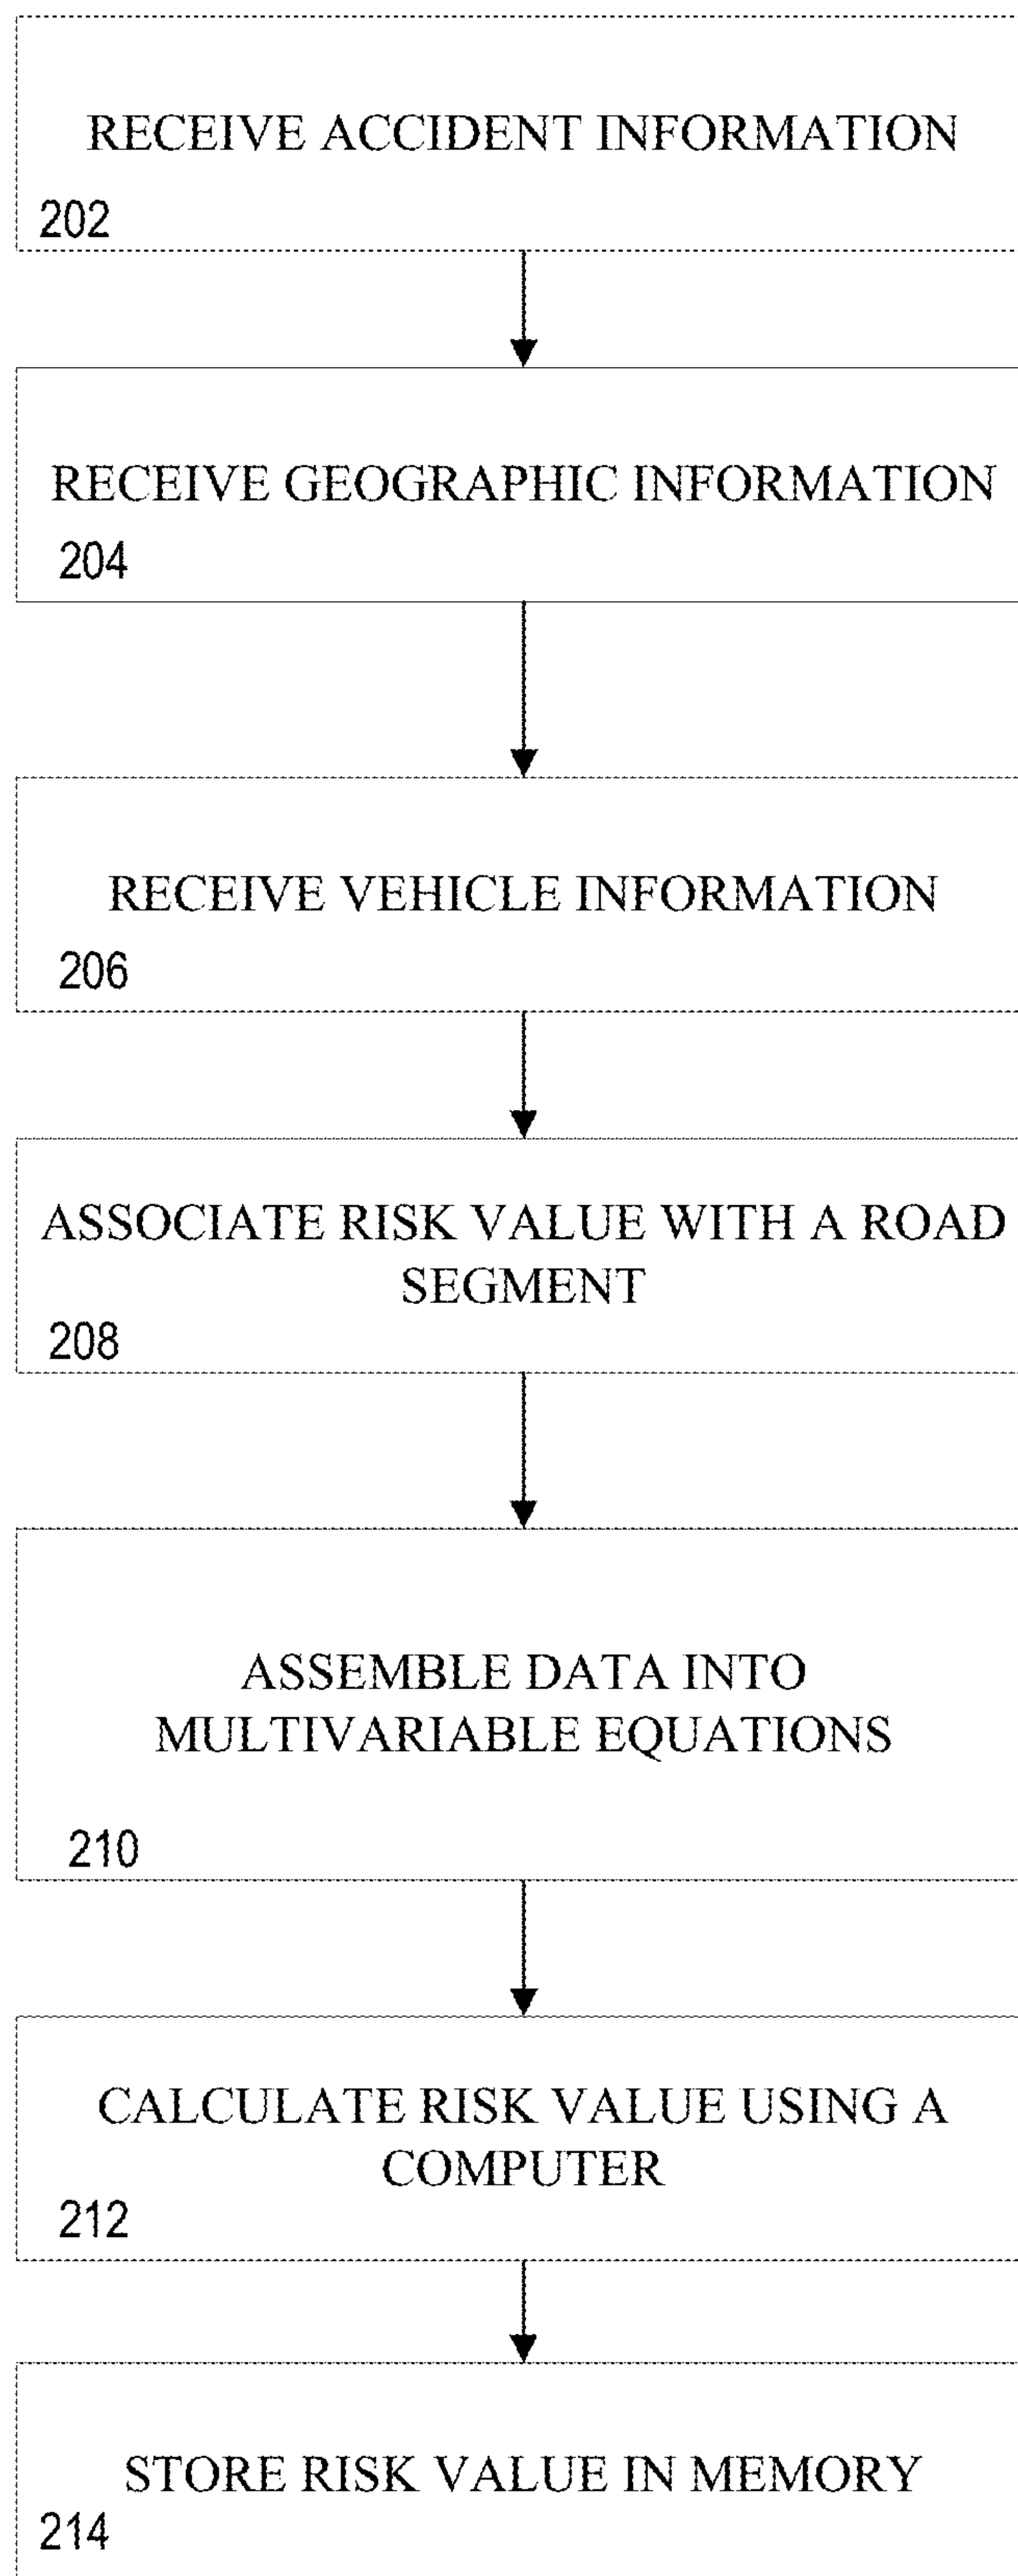 RECEIVE ACCIDENT INFORMATION
202
RECEIVE GEOGRAPHIC INFORMATION
204
RECEIVE VEHICLE INFORMATION
206
ASSOCIATE RISK VALUE WITH A ROAD
SEGMENT
208
ASSEMBLE DATA INTO
MULTIVARIABLE EQUATIONS
210
CALCULATE RISK VALUE USING A
COMPUTER
212
STORE RISK VALUE IN MEMORY
214